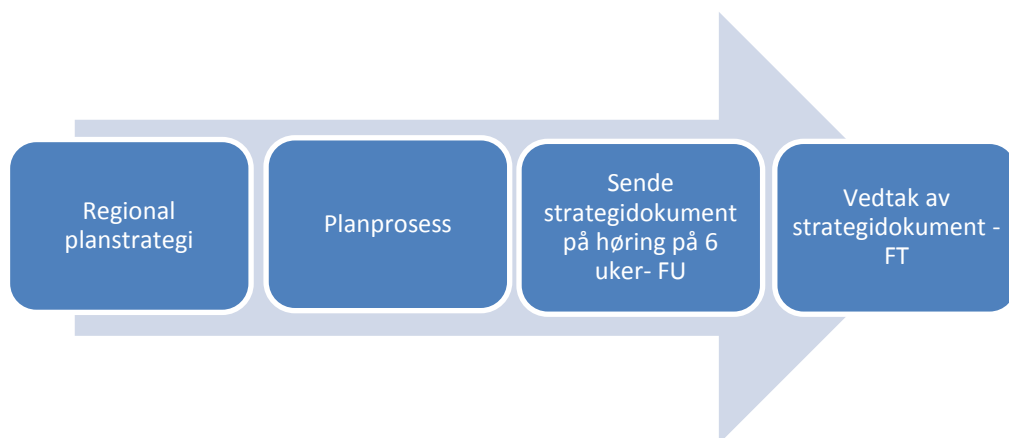 Regional
planstrategi
Planprosess
Sende
strategidokument
på høring på 6
uker- FU
Vedtak av
strategidokument -
FT